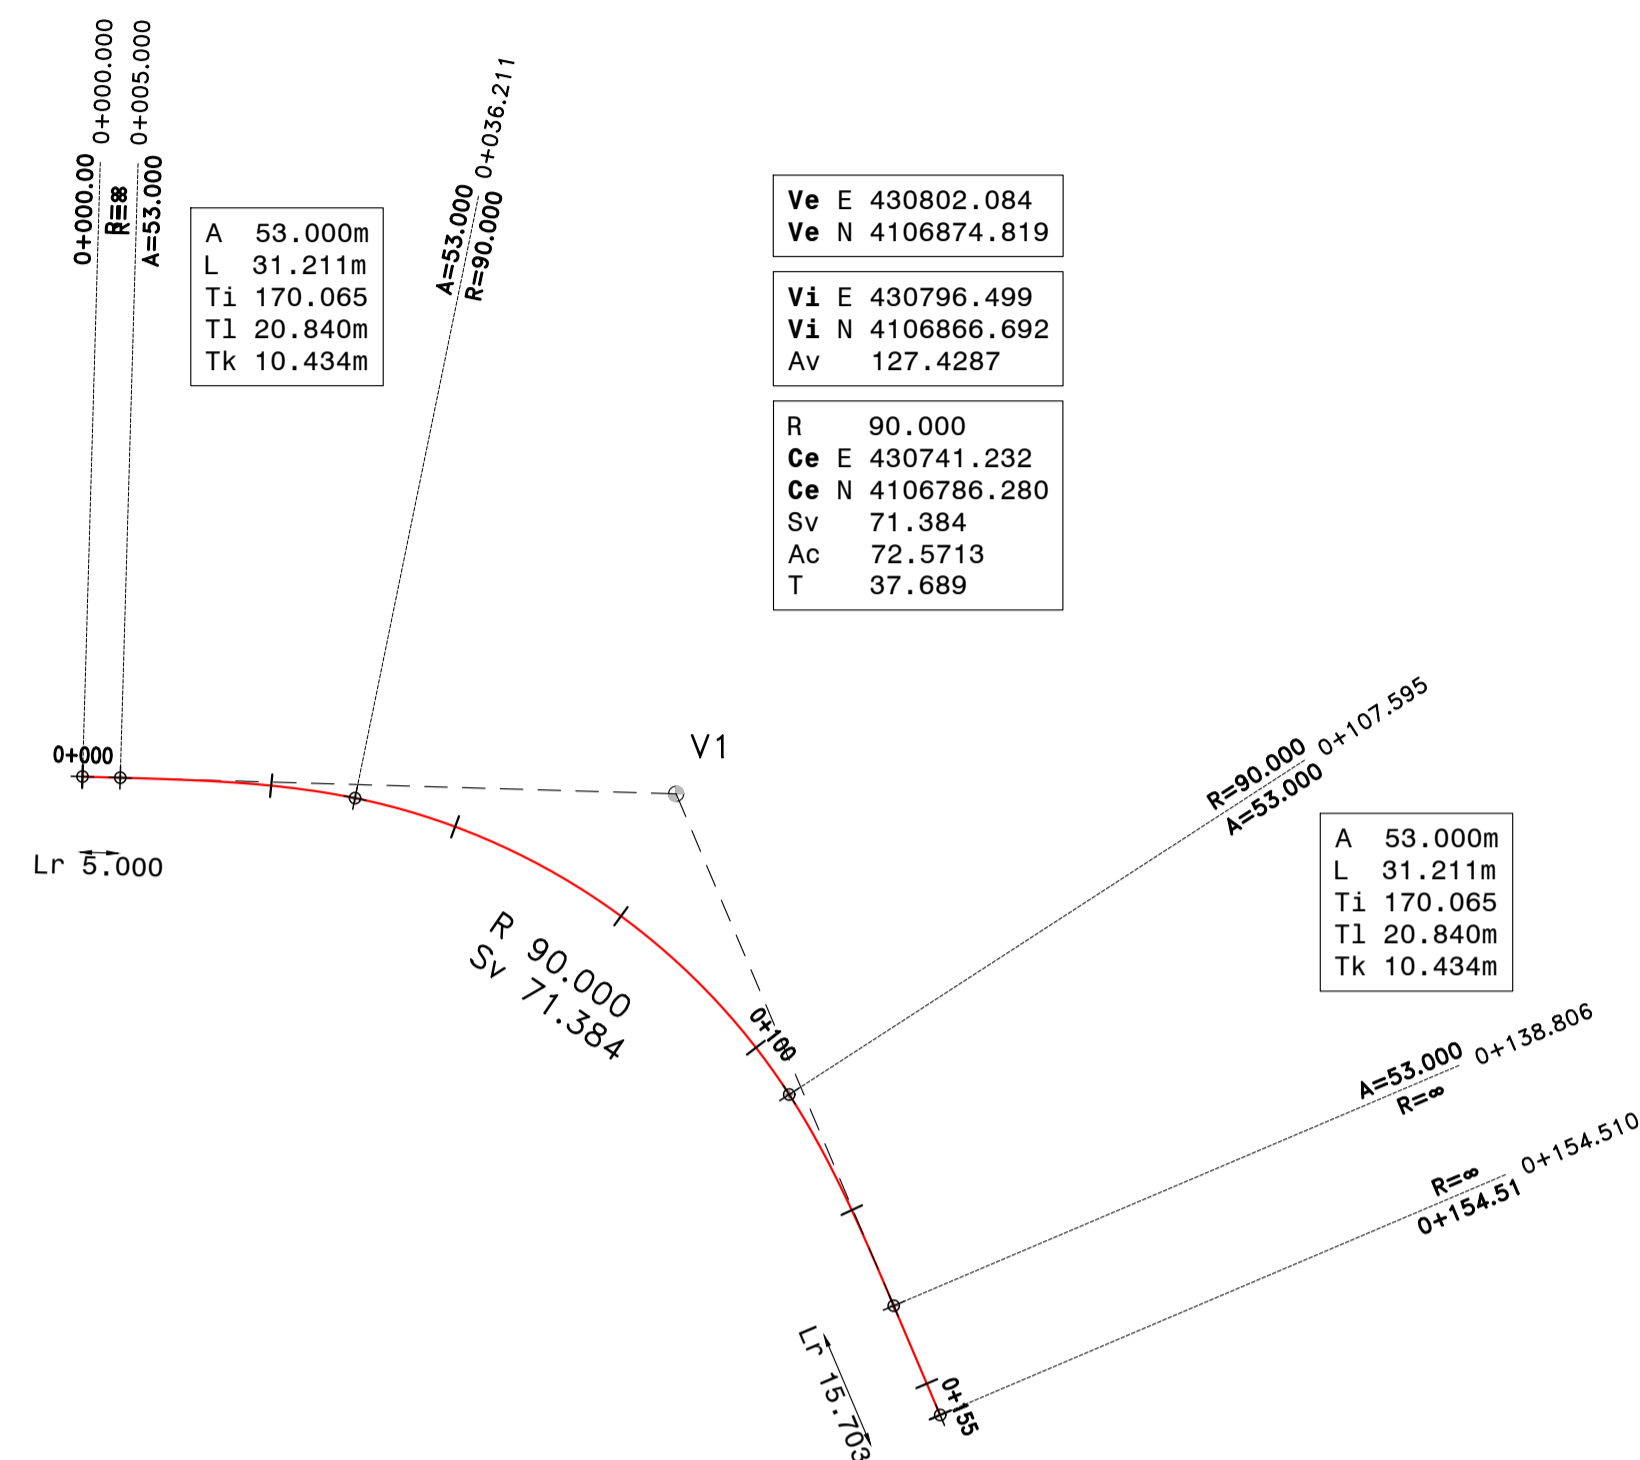 0+000.000
0+005.000
0+000.00
R=∞
R=∞
A=53.000
0+036.211
A=53.000
R=90.000
A 53.000m
L 31.211m
Ti 170.065
Tl 20.840m
Tk 10.434m
Ve E 430802.084
Ve N 4106874.819
Vi E 430796.499
Vi N 4106866.692
Av 127.4287
R 90.000
Ce E 430741.232
Ce N 4106786.280
Sv 71.384
Ac 72.5713
T 37.689
V1
0+000
Lr 5.000
R 90.000
Sv 71.384
0+100
R=90.000
A=53.000
0+107.595
A 53.000m
L 31.211m
Ti 170.065
Tl 20.840m
Tk 10.434m
A=53.000
R=∞
0+138.806
R=∞
0+154.51
0+154.510
Lr 15.703
0+155